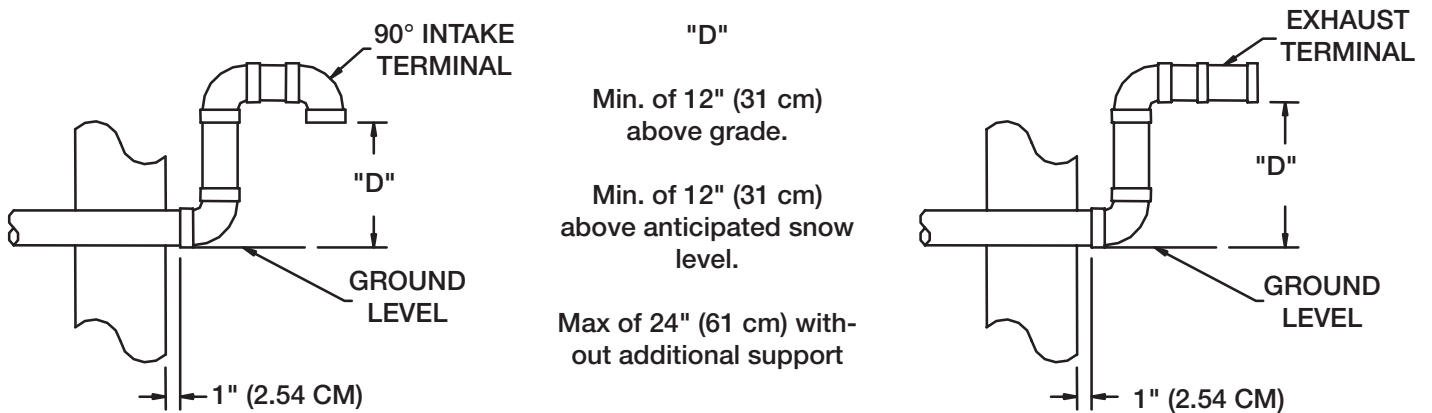 90° INTAKE
TERMINAL
"D"
GROUND
LEVEL
1" (2.54 CM)
"D"
Min. of 12" (31 cm)
above grade.
Min. of 12" (31 cm)
above anticipated snow
level.
Max of 24" (61 cm) with-
out additional support
EXHAUST
TERMINAL
"D"
GROUND
LEVEL
1" (2.54 CM)